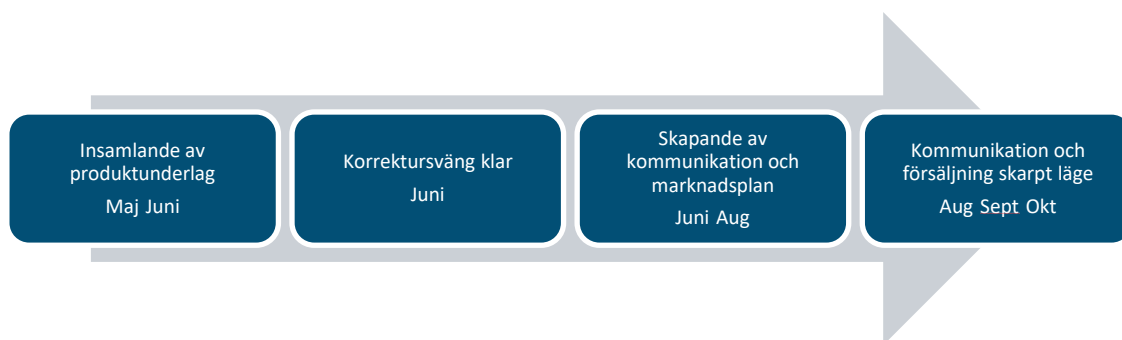 Insamlande av
produktunderlag
Maj Juni
Korrektursväng klar
Juni
Skapande av
kommunikation och
marknadsplan
Juni Aug
Kommunikation och
försäljning skarpt läge
Aug Sept Okt